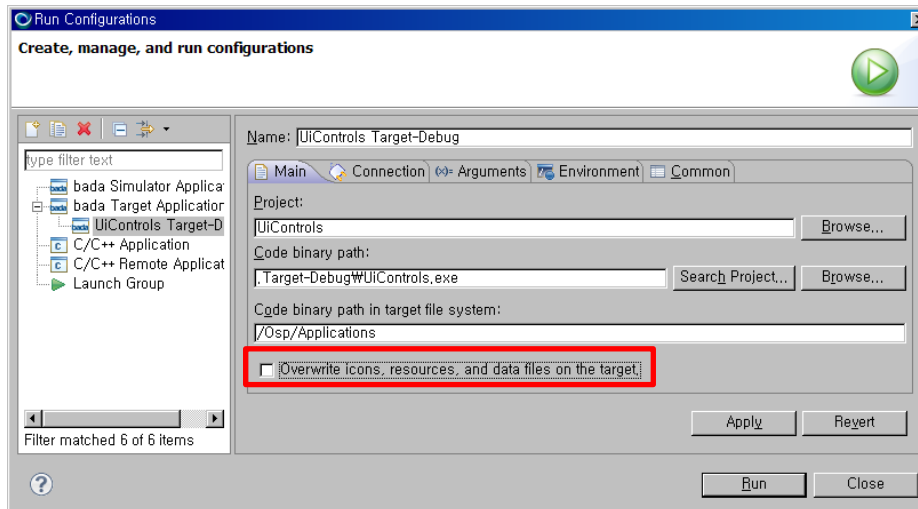 Run Configurations
Create, manage, and run configurations
Name: UiControls Target-Debug
type filter text
Main
Connection
(x)= Arguments
Environment
Common
bada Simulator Applica
bada Target Application
UiControls Target-D
C/C++ Application
C/C++ Remote Applicat
Launch Group
Project:
UiControls
Browse...
Code binary path:
.Target-Debug₩UiControls.exe
Search Project...
Browse...
Code binary path in target file system:
/Osp/Applications
Overwrite icons, resources, and data files on the target.
Apply
Revert
Filter matched 6 of 6 items
?
Run
Close